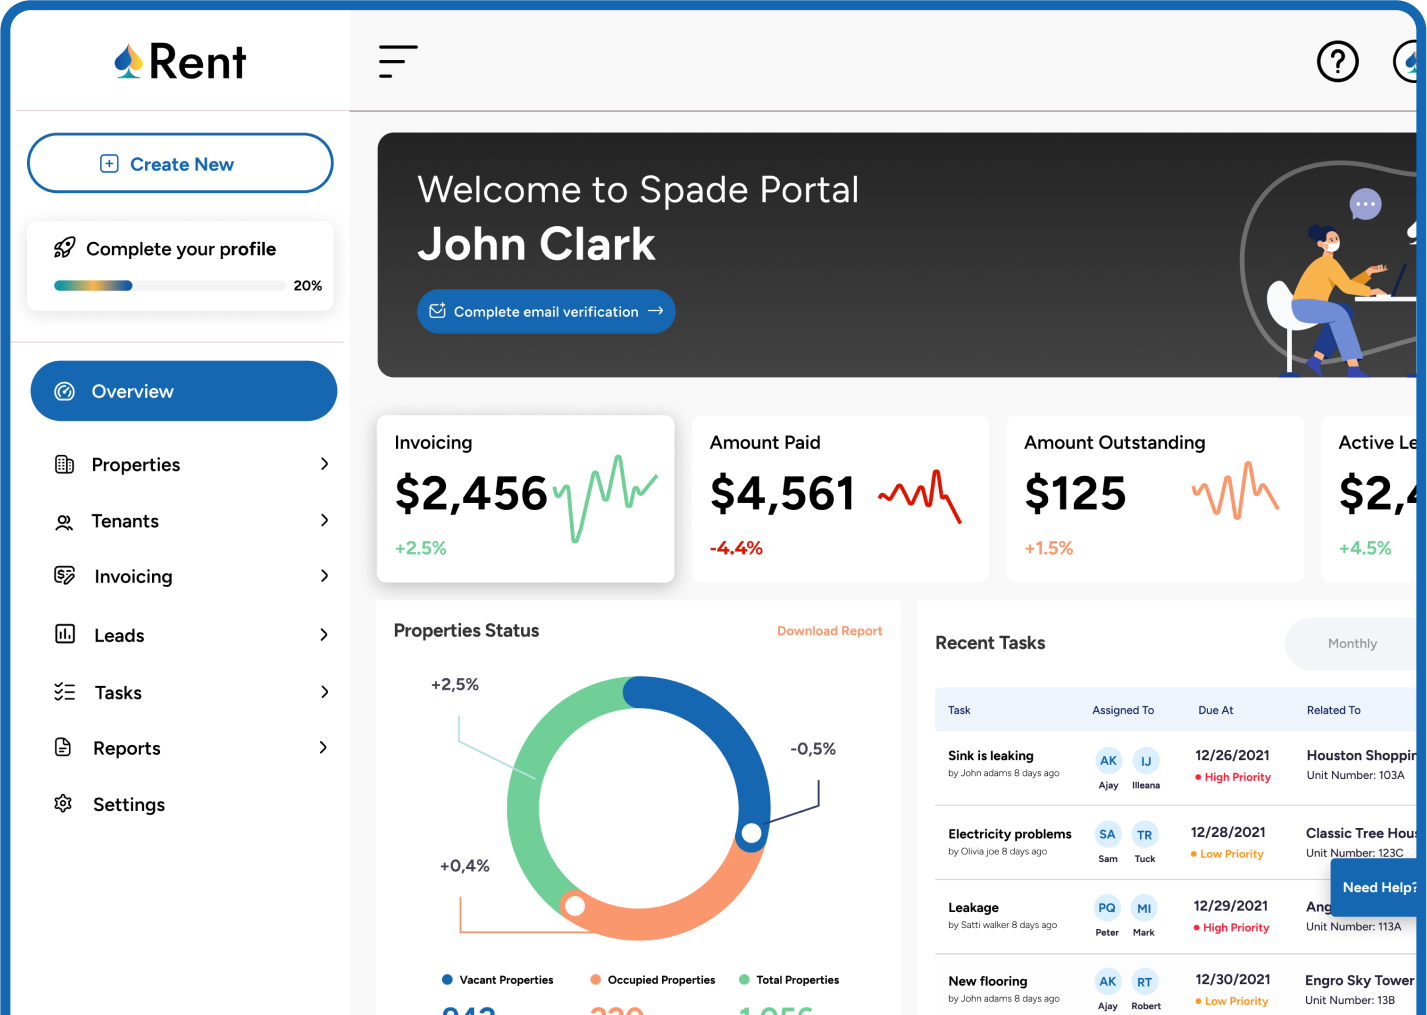 Rent
Create New
Complete your profile
20%
Overview
Properties
Tenants
Invoicing
Leads
Tasks
Reports
Settings
?
Welcome to Spade Portal
John Clark
Complete email verification
Invoicing
$2,456
+2.5%
Amount Paid
$4,561
-4.4%
Amount Outstanding
$125
+1.5%
Active Le
$2,4
+4.5%
Properties Status
Download Report
+2,5%
-0,5%
+0,4%
Vacant Properties
Occupied Properties
Total Properties
Recent Tasks
Monthly
Task Assigned To Due At Related To
Sink is leaking
by John adams 8 days ago
AK IJ
Ajay Illeana
12/26/2021
High Priority
Houston Shoppin
Unit Number: 103A
Electricity problems
by Olivia joe 8 days ago
SA TR
Sam Tuck
12/28/2021
Low Priority
Classic Tree Hou
Unit Number: 123C
Need Help?
Leakage
by Satti walker 8 days ago
PQ MI
Peter Mark
12/29/2021
High Priority
Ang
Unit Number: 113A
New flooring
by John adams 8 days ago
AK RT
Ajay Robert
12/30/2021
Low Priority
Engro Sky Tower
Unit Number: 13B